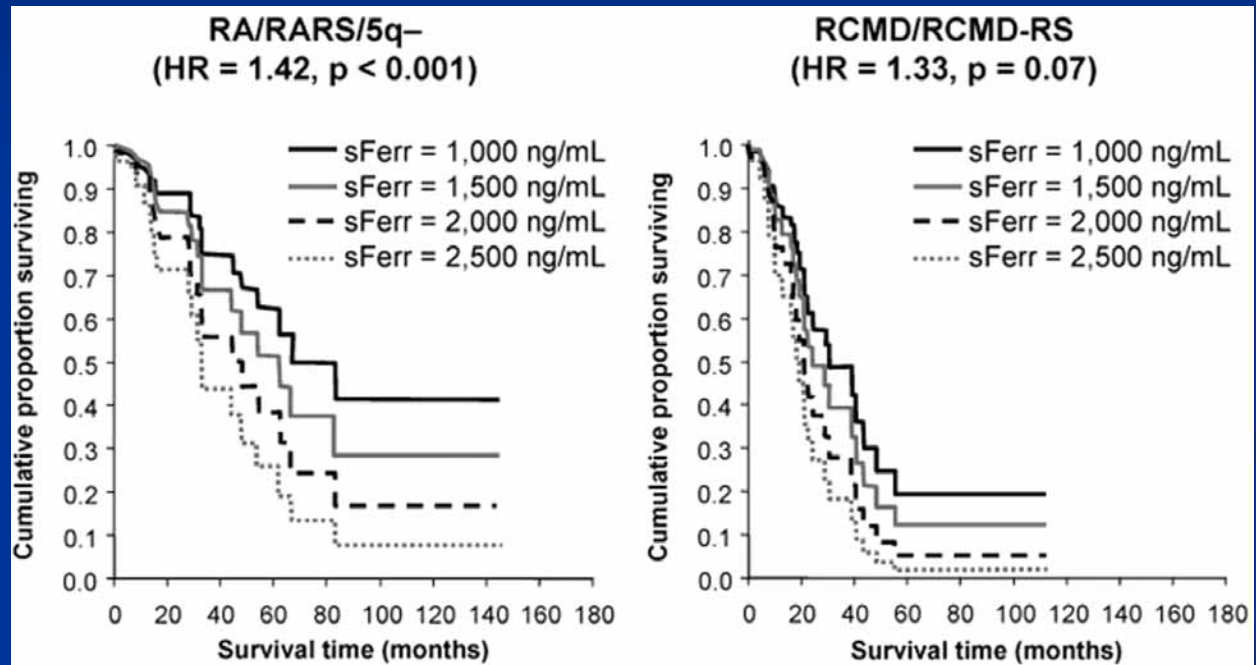 RA/RARS/5q–
(HR = 1.42, p < 0.001)
Cumulative proportion surviving
1.0
0.9
0.8
0.7
0.6
0.5
0.4
0.3
0.2
0.1
0.0
sFerr = 1,000 ng/mL
sFerr = 1,500 ng/mL
sFerr = 2,000 ng/mL
sFerr = 2,500 ng/mL
0 20 40 60 80 100 120 140 160 180
Survival time (months)
RCMD/RCMD-RS
(HR = 1.33, p = 0.07)
Cumulative proportion surviving
1.0
0.9
0.8
0.7
0.6
0.5
0.4
0.3
0.2
0.1
0.0
sFerr = 1,000 ng/mL
sFerr = 1,500 ng/mL
sFerr = 2,000 ng/mL
sFerr = 2,500 ng/mL
0 20 40 60 80 100 120 140 160 180
Survival time (months)